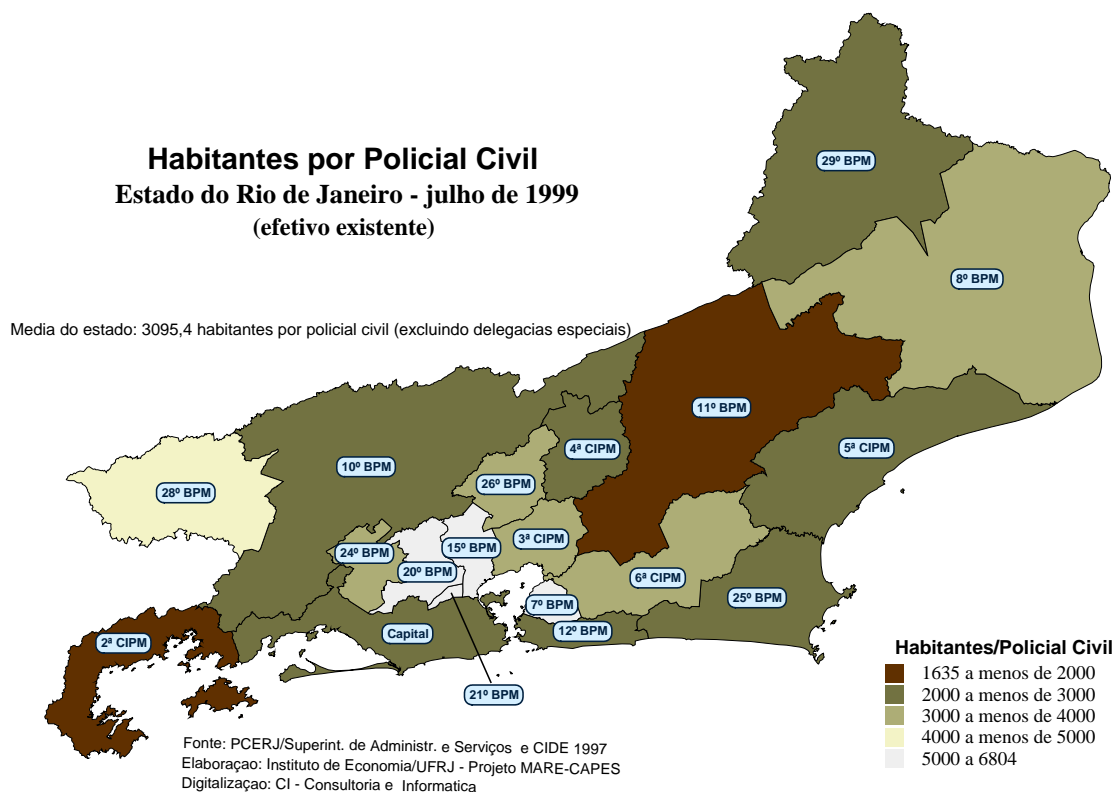 Habitantes por Policial Civil
Estado do Rio de Janeiro - julho de 1999
(efetivo existente)
Media do estado: 3095,4 habitantes por policial civil (excluindo delegacias especiais)
29º BPM
8º BPM
11º BPM
5ª CIPM
4ª CIPM
10º BPM
26º BPM
28º BPM
3ª CIPM
15º BPM
24º BPM
20º BPM
6ª CIPM
7º BPM
25º BPM
12º BPM
Capital
2ª CIPM
21º BPM
Habitantes/Policial Civil
1635 a menos de 2000
2000 a menos de 3000
3000 a menos de 4000
4000 a menos de 5000
5000 a 6804
Fonte: PCERJ/Superint. de Administr. e Serviços e CIDE 1997
Elaboraçao: Instituto de Economia/UFRJ - Projeto MARE-CAPES
Digitalizaçao: CI - Consultoria e Informatica